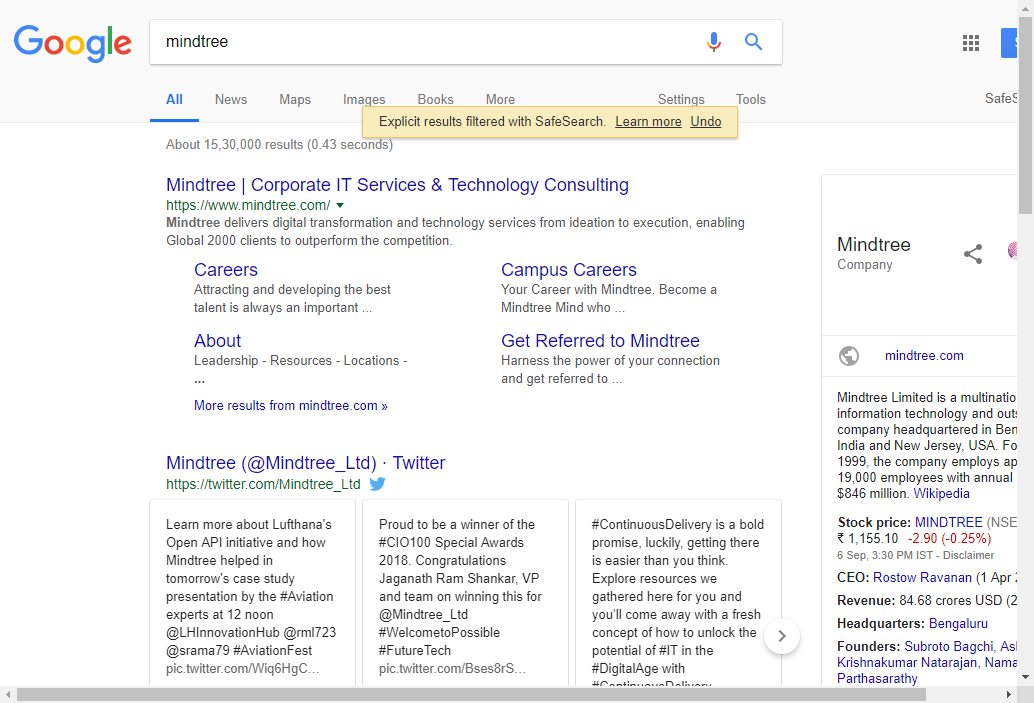 Google
mindtree
All News Maps Images Books More Settings Tools
SafeS
Explicit results filtered with SafeSearch. Learn more Undo
About 15,30,000 results (0.43 seconds)
Mindtree | Corporate IT Services & Technology Consulting
https://www.mindtree.com/
Mindtree delivers digital transformation and technology services from ideation to execution, enabling
Global 2000 clients to outperform the competition.
Careers
Attracting and developing the best
talent is always an important ...
Campus Careers
Your Career with Mindtree. Become a
Mindtree Mind who ...
About
Leadership - Resources - Locations -
...
Get Referred to Mindtree
Harness the power of your connection
and get referred to ...
More results from mindtree.com »
Mindtree (@Mindtree_Ltd) · Twitter
https://twitter.com/Mindtree_Ltd
Learn more about Lufthana's
Open API initiative and how
Mindtree helped in
tomorrow's case study
presentation by the #Aviation
experts at 12 noon
@LHInnovationHub @rml723
@srama79 #AviationFest
pic.twitter.com/Wiq6HgC...
Proud to be a winner of the
#CIO100 Special Awards
2018. Congratulations
Jaganath Ram Shankar, VP
and team on winning this for
@Mindtree_Ltd
#WelcometoPossible
#FutureTech
pic.twitter.com/Bses8rS...
#ContinuousDelivery is a bold
promise, luckily, getting there
is easier than you think.
Explore resources we
gathered here for you and
you'll come away with a fresh
concept of how to unlock the
potential of #IT in the
#DigitalAge with
#ContinuousDelivery
Mindtree
Company
mindtree.com
Mindtree Limited is a multinatio
information technology and outs
company headquartered in Ben
India and New Jersey, USA. Fo
1999, the company employs ap
19,000 employees with annual
$846 million. Wikipedia
Stock price: MINDTREE (NSE
₹ 1,155.10 -2.90 (-0.25%)
6 Sep, 3:30 PM IST - Disclaimer
CEO: Rostow Ravanan (1 Apr 2
Revenue: 84.68 crores USD (2
Headquarters: Bengaluru
Founders: Subroto Bagchi, Ash
Krishnakumar Natarajan, Nama
Parthasarathy